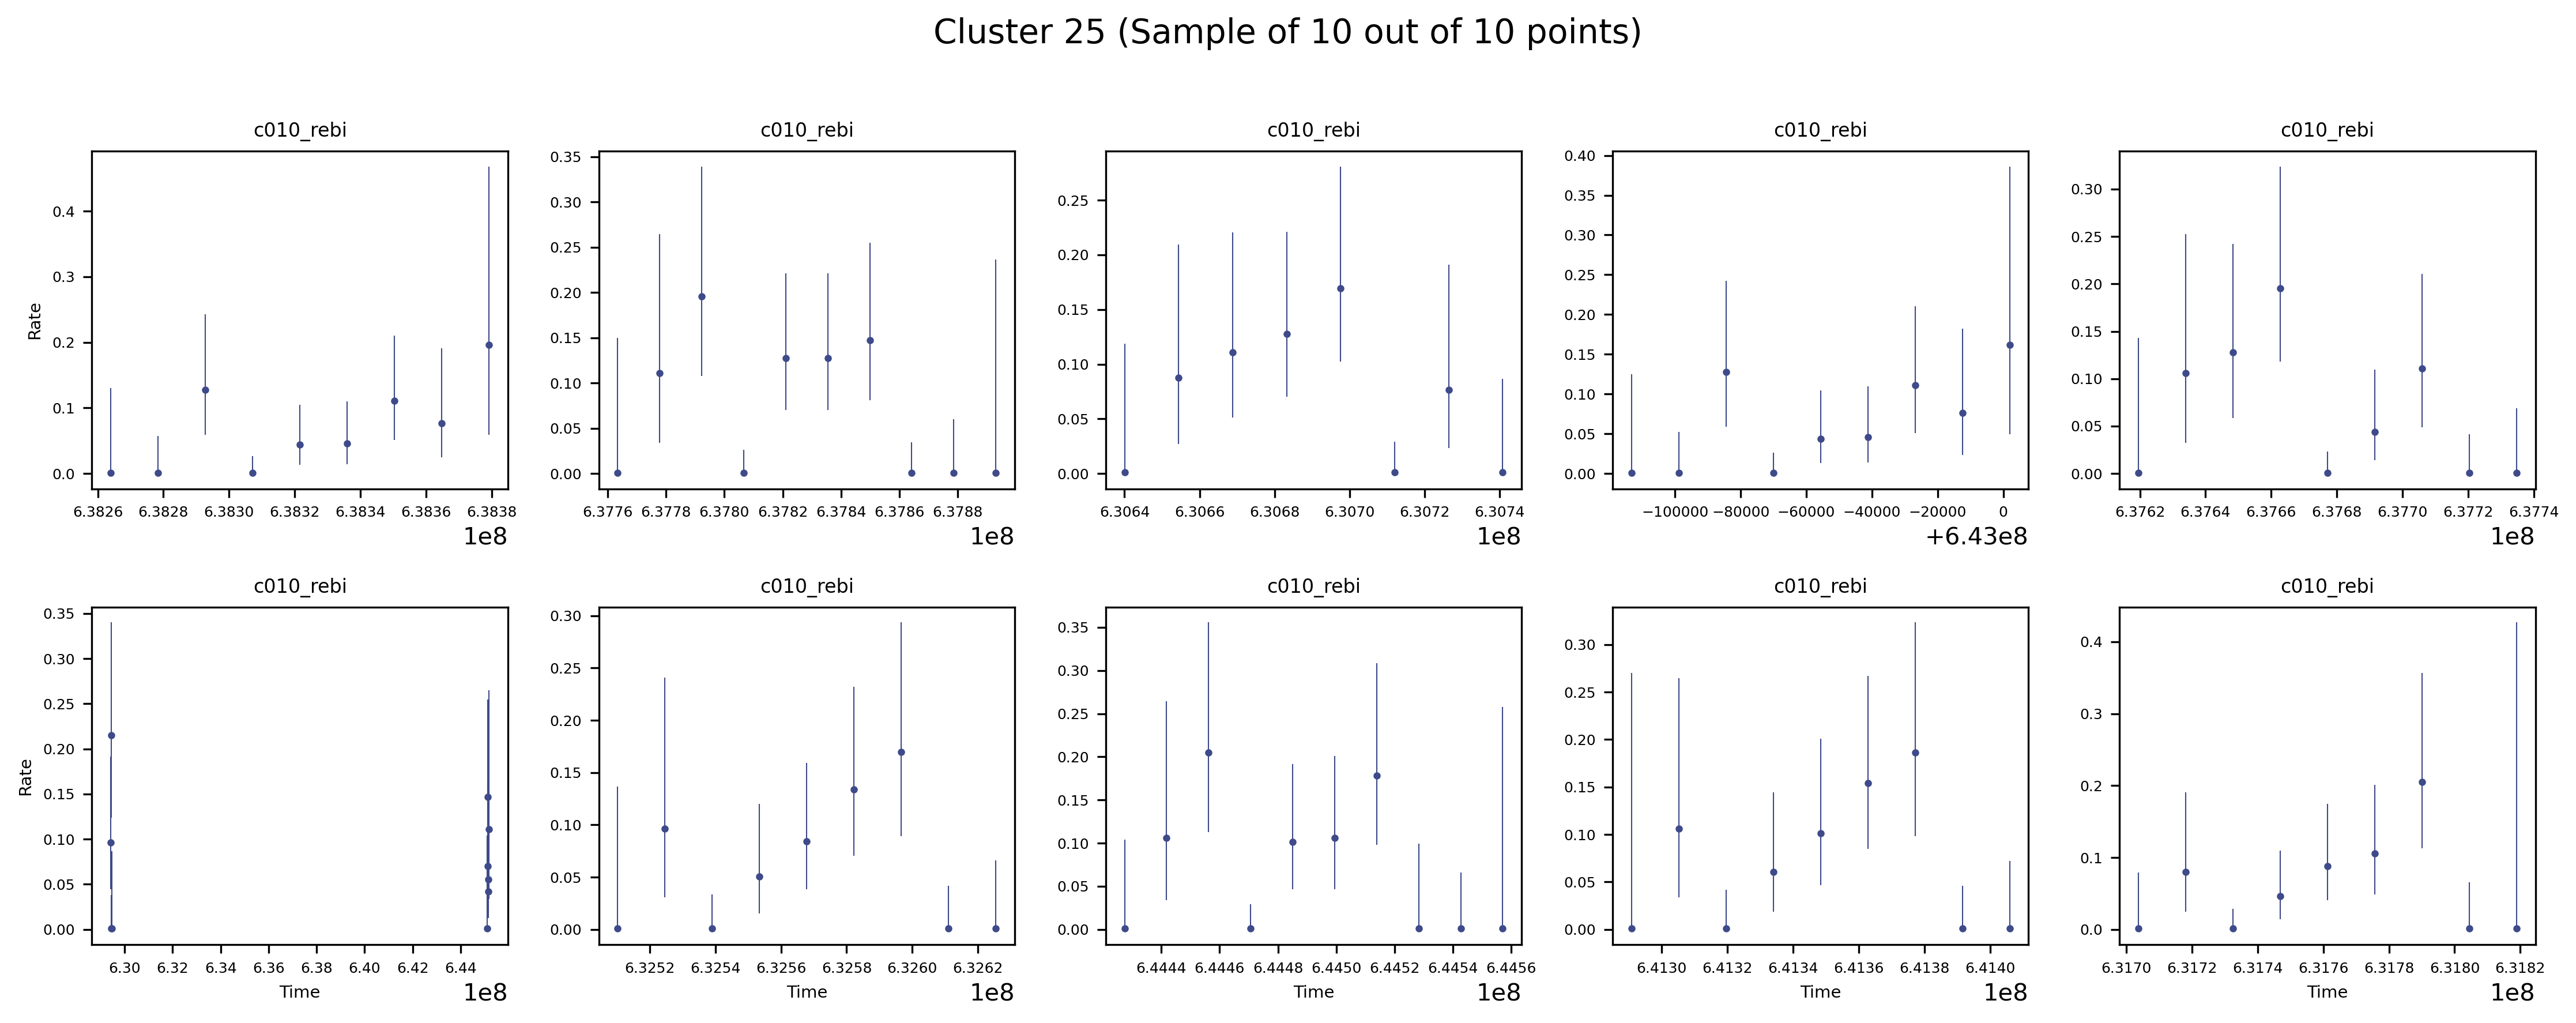 Cluster 25 (Sample of 10 out of 10 points)
c010_rebi c010_rebi c010_rebi c010_rebi c010_rebi
Rate
0.4
0.3
0.2
0.1
0.0
6.3826 6.3828 6.3830 6.3832 6.3834 6.3836 6.3838
1e8
0.35
0.30
0.25
0.20
0.15
0.10
0.05
0.00
6.3776 6.3778 6.3780 6.3782 6.3784 6.3786 6.3788
1e8
0.25
0.20
0.15
0.10
0.05
0.00
6.3064 6.3066 6.3068 6.3070 6.3072 6.3074
1e8
0.40
0.35
0.30
0.25
0.20
0.15
0.10
0.05
0.00
−100000 −80000 −60000 −40000 −20000 0
+6.43e8
0.30
0.25
0.20
0.15
0.10
0.05
0.00
6.3762 6.3764 6.3766 6.3768 6.3770 6.3772 6.3774
1e8
c010_rebi c010_rebi c010_rebi c010_rebi c010_rebi
Rate
0.35
0.30
0.25
0.20
0.15
0.10
0.05
0.00
6.30 6.32 6.34 6.36 6.38 6.40 6.42 6.44
Time
1e8
0.30
0.25
0.20
0.15
0.10
0.05
0.00
6.3252 6.3254 6.3256 6.3258 6.3260 6.3262
Time
1e8
0.35
0.30
0.25
0.20
0.15
0.10
0.05
0.00
6.4444 6.4446 6.4448 6.4450 6.4452 6.4454 6.4456
Time
1e8
0.30
0.25
0.20
0.15
0.10
0.05
0.00
6.4130 6.4132 6.4134 6.4136 6.4138 6.4140
Time
1e8
0.4
0.3
0.2
0.1
0.0
6.3170 6.3172 6.3174 6.3176 6.3178 6.3180 6.3182
Time
1e8